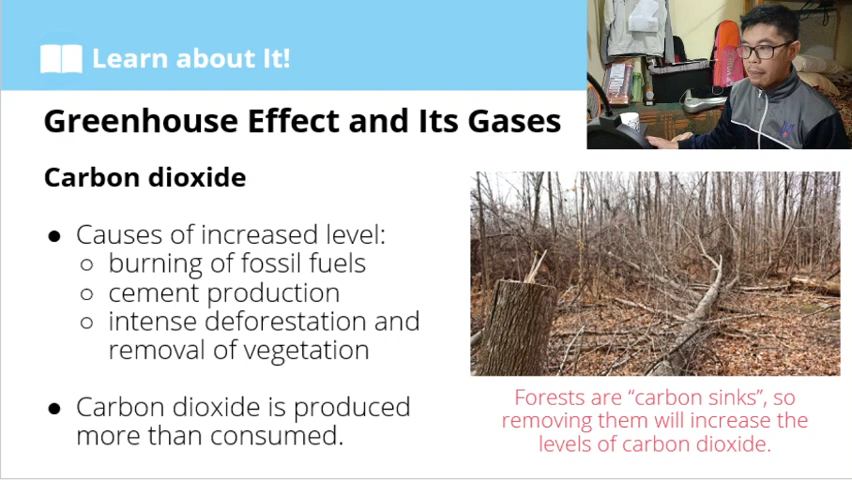 Learn about It!
Greenhouse Effect and Its Gases
Carbon dioxide
● Causes of increased level:
○ burning of fossil fuels
○ cement production
○ intense deforestation and
removal of vegetation
● Carbon dioxide is produced
more than consumed.
Forests are “carbon sinks”, so
removing them will increase the
levels of carbon dioxide.